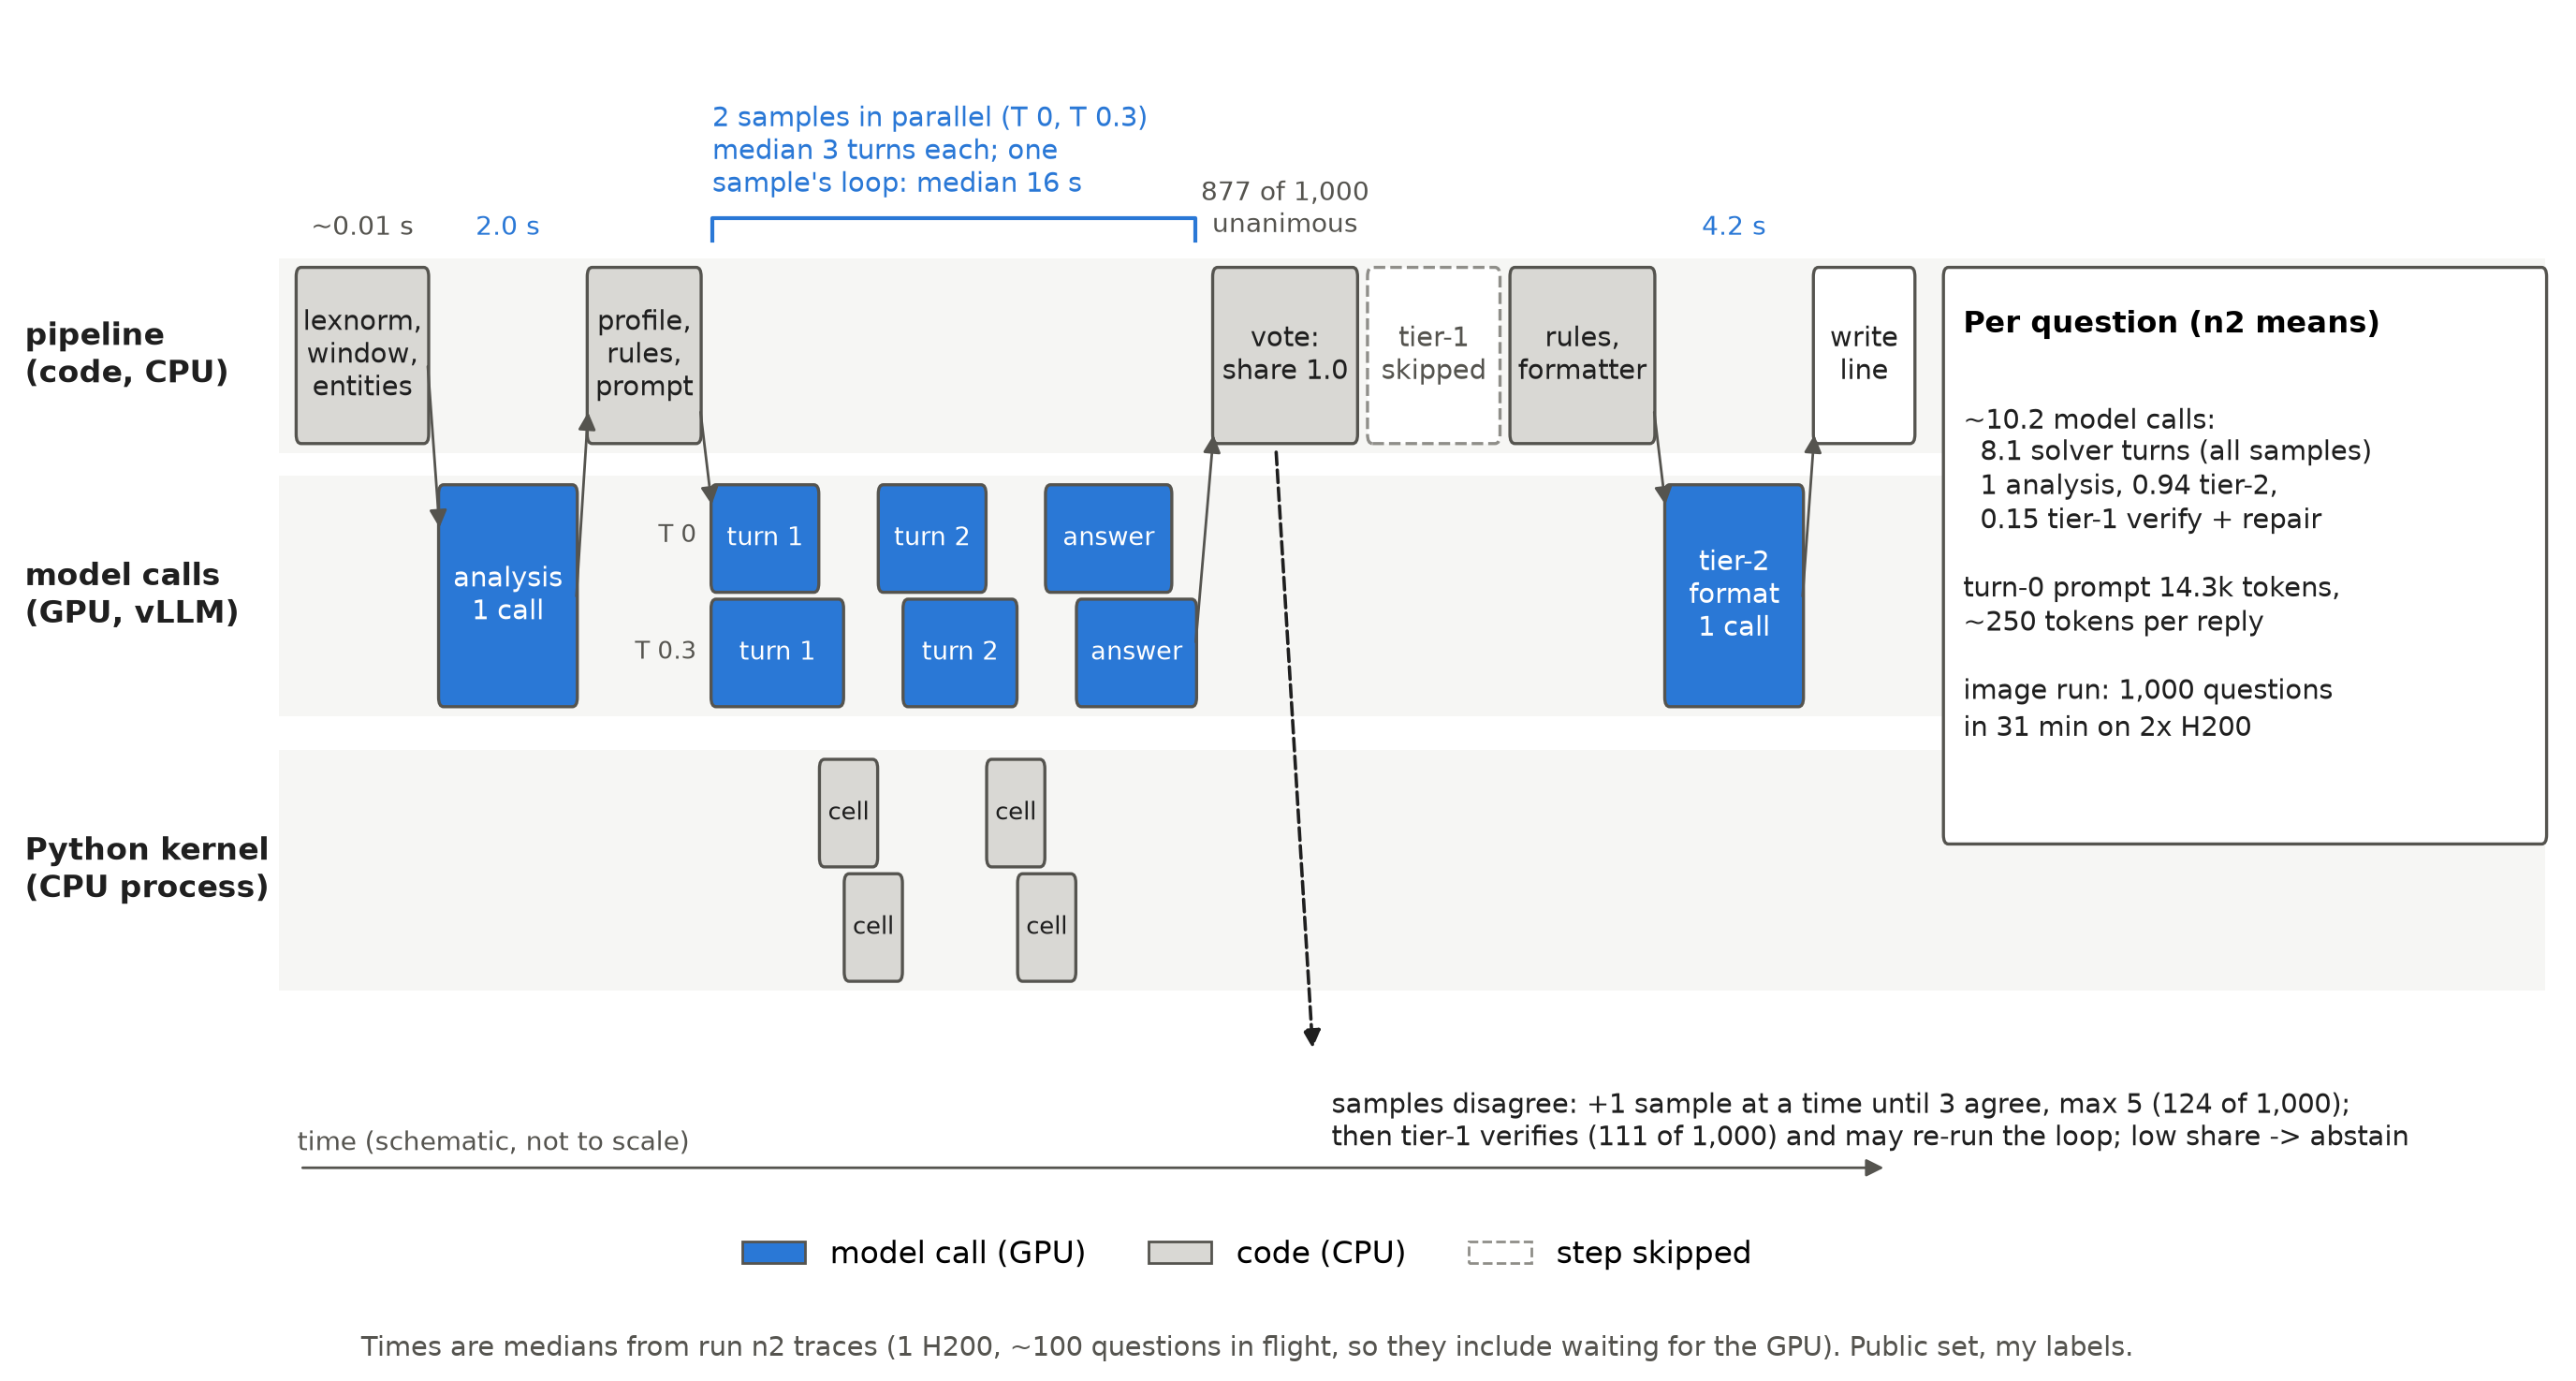 2 samples in parallel (T 0, T 0.3)
median 3 turns each; one
sample's loop: median 16 s
877 of 1,000
unanimous
~0.01 s
2.0 s
4.2 s
pipeline
(code, CPU)
lexnorm,
window,
entities
profile,
rules,
prompt
vote:
share 1.0
tier-1
skipped
rules,
formatter
write
line
model calls
(GPU, vLLM)
analysis
1 call
T 0
turn 1
turn 2
answer
T 0.3
turn 1
turn 2
answer
tier-2
format
1 call
Python kernel
(CPU process)
cell
cell
cell
cell
Per question (n2 means)
~10.2 model calls:
8.1 solver turns (all samples)
1 analysis, 0.94 tier-2,
0.15 tier-1 verify + repair
turn-0 prompt 14.3k tokens,
~250 tokens per reply
image run: 1,000 questions
in 31 min on 2x H200
samples disagree: +1 sample at a time until 3 agree, max 5 (124 of 1,000);
then tier-1 verifies (111 of 1,000) and may re-run the loop; low share -> abstain
time (schematic, not to scale)
model call (GPU)
code (CPU)
step skipped
Times are medians from run n2 traces (1 H200, ~100 questions in flight, so they include waiting for the GPU). Public set, my labels.